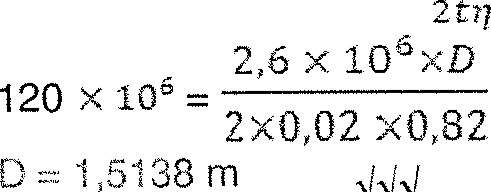 2tη
120 × 10⁶ = 2,6 × 10⁶×D / 2×0,02 ×0,82
D = 1,5138 m √√√